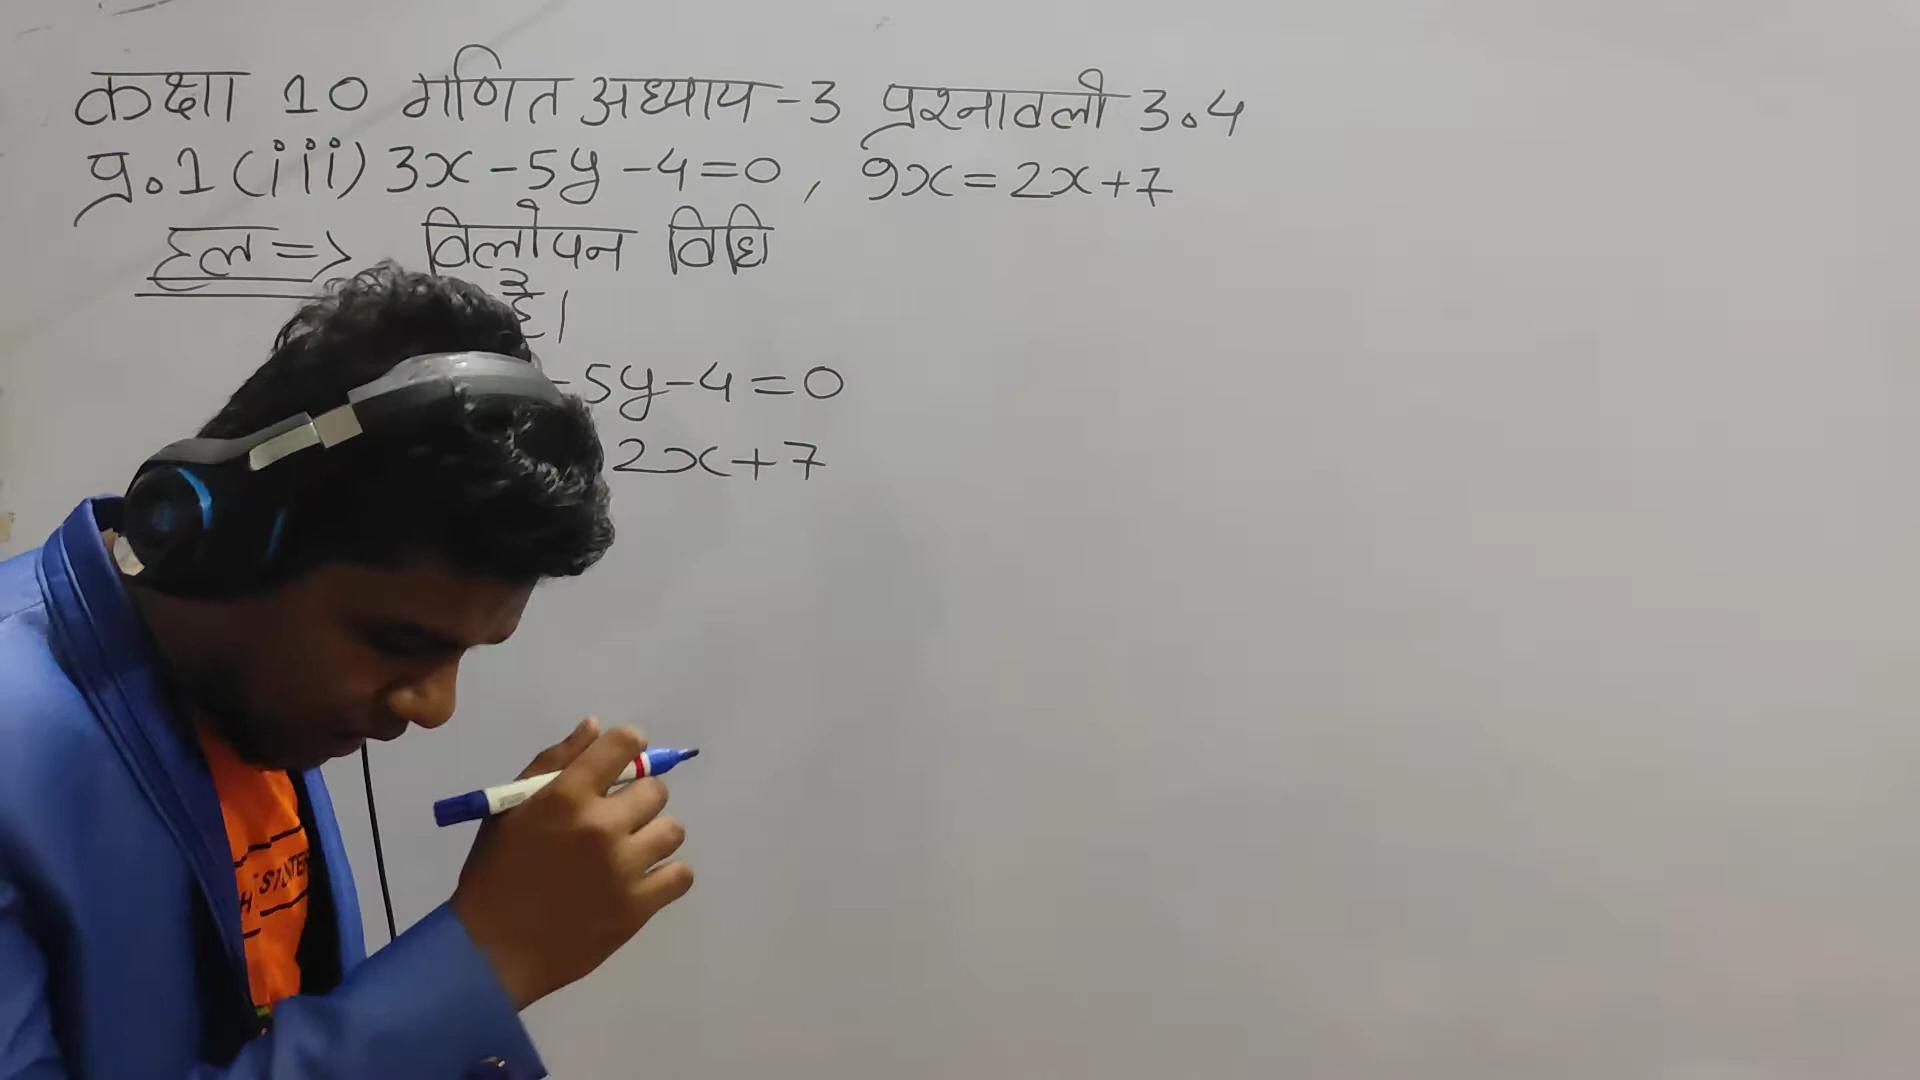 कक्षा 10 गणित अध्याय-3 प्रश्नावली 3.4
प्र.1 (iii) 3x-5y-4=0, 9x=2x+7
हल=> विलोपन विधि
है।
-5y-4=0
2x+7